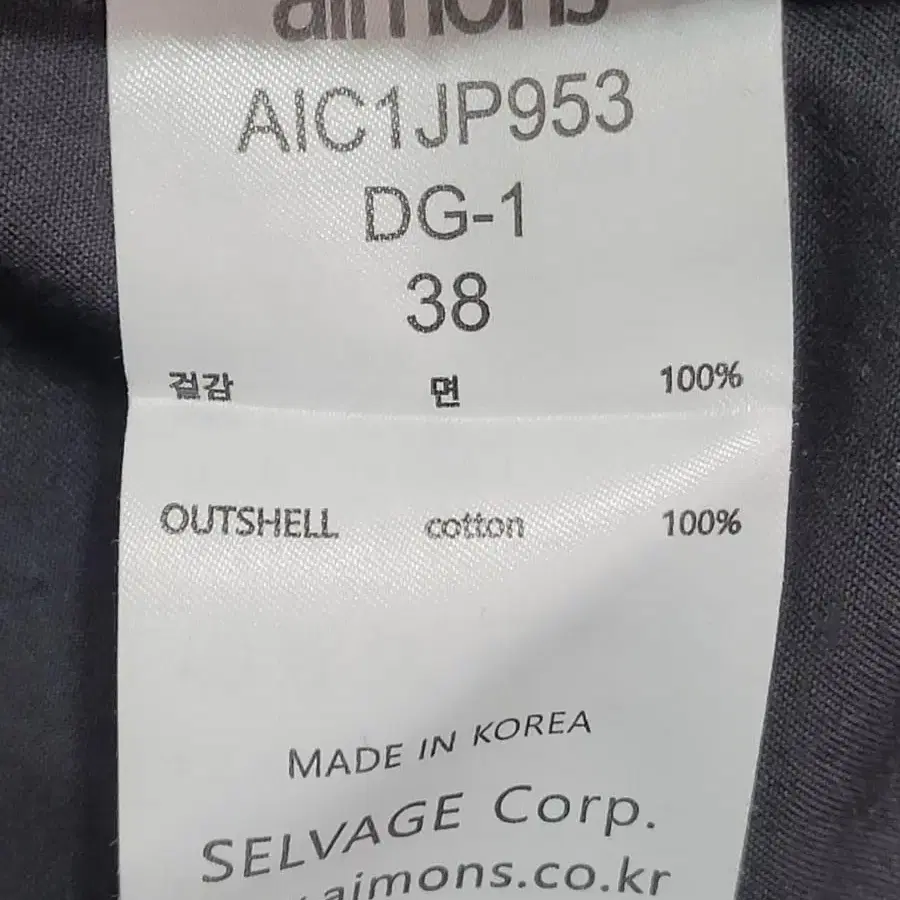 aimons
AIC1JP953
DG-1
38
겉감 면 100%
OUTSHELL cotton 100%
MADE IN KOREA
SELVAGE Corp.
aimons.co.kr